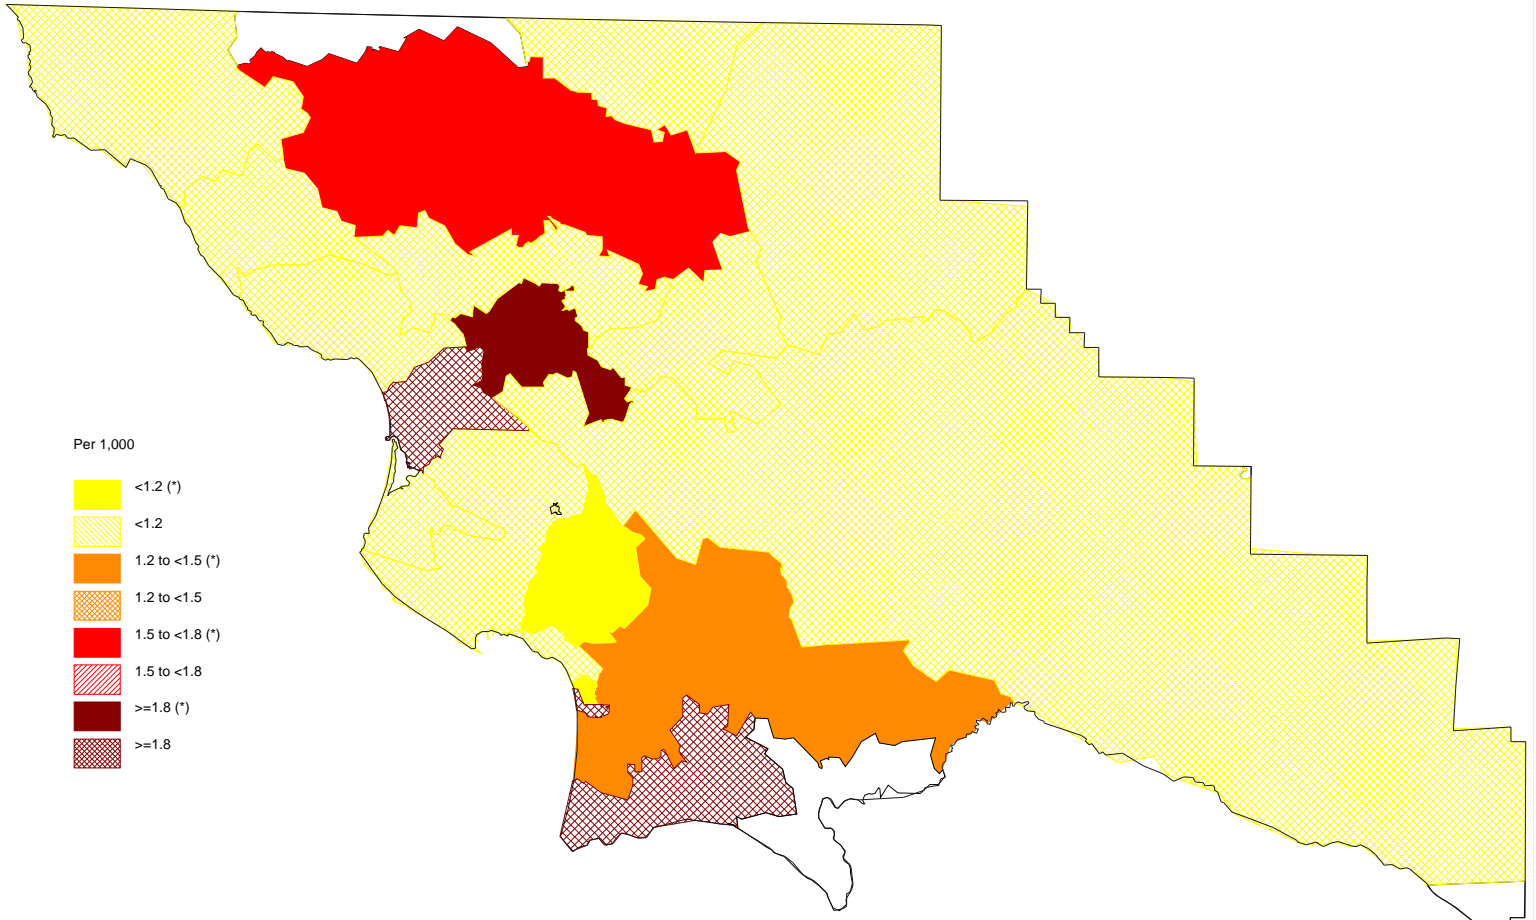 Per 1,000
<1.2 (*)
<1.2
1.2 to <1.5 (*)
1.2 to <1.5
1.5 to <1.8 (*)
1.5 to <1.8
>=1.8 (*)
>=1.8